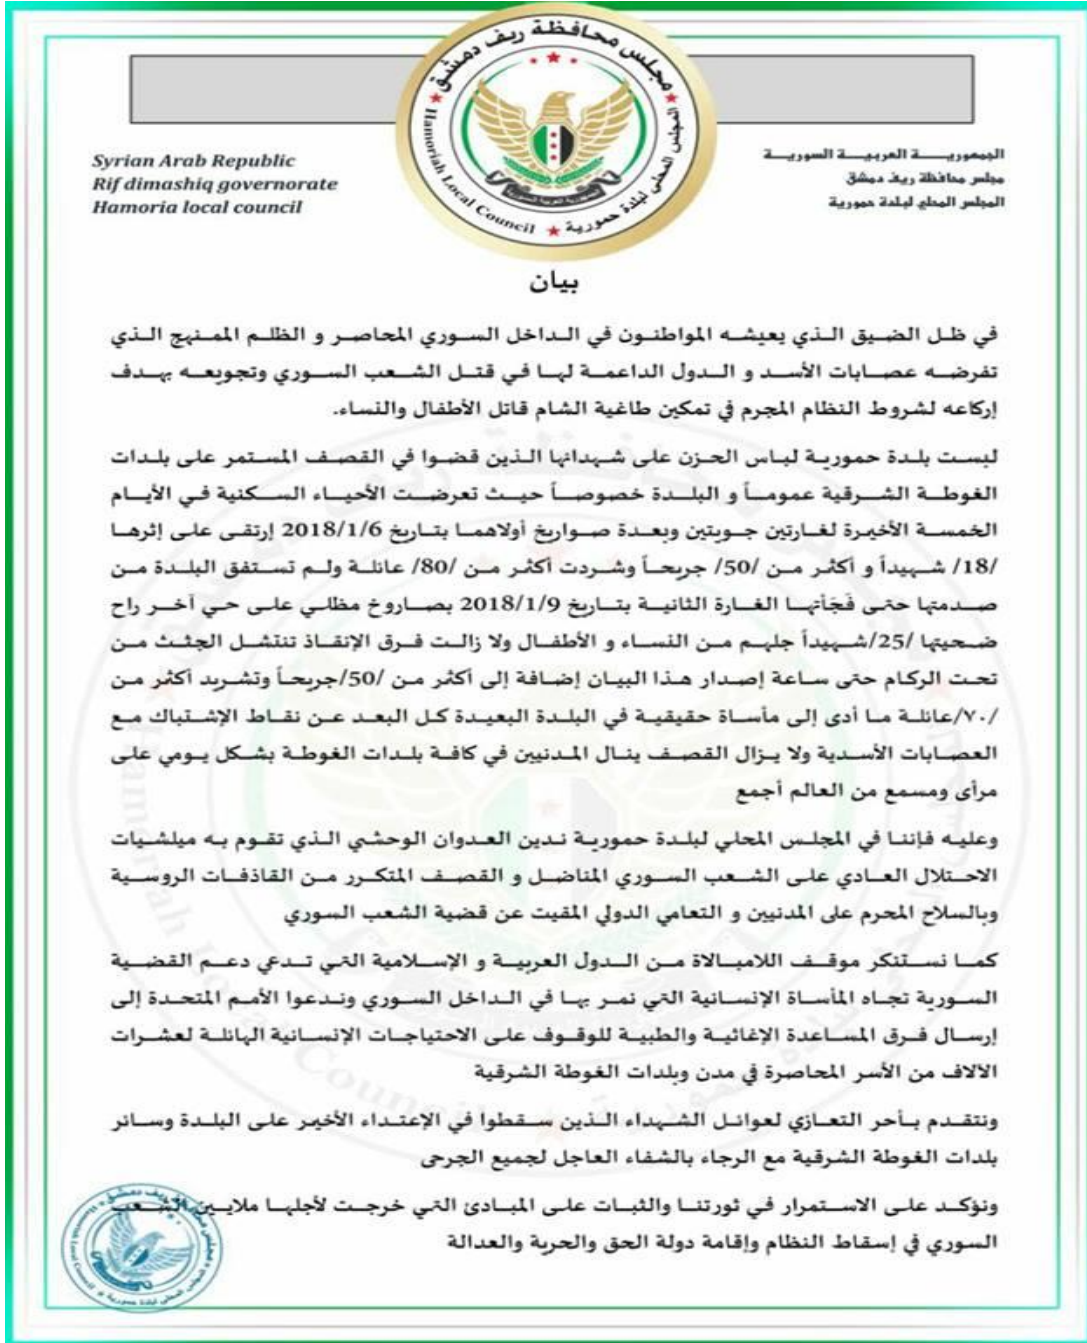 مجلس محافظة ريف دمشق
المجلس المحلي لبلدة حمورية
Hamoriah Local Council
Syrian Arab Republic
Rif dimashiq governorate
Hamoria local council
الجمهورية العربية السورية
مجلس محافظة ريف دمشق
المجلس المحلي لبلدة حمورية
بيان
في ظل الضيق الذي يعيشه المواطنون في الداخل السوري المحاصر و الظلم الممنهج الذي
تفرضه عصابات الأسد و الدول الداعمة لها في قتل الشعب السوري وتجويعه بهدف
إركاعه لشروط النظام المجرم في تمكين طاغية الشام قاتل الأطفال والنساء.
لبست بلدة حمورية لباس الحزن على شهدائها الذين قضوا في القصف المستمر على بلدات
الغوطة الشرقية عموماً و البلدة خصوصاً حيث تعرضت الأحياء السكنية في الأيام
الخمسة الأخيرة لغارتين جويتين وبعدة صواريخ أولاهما بتاريخ 2018/1/6 إرتقى على إثرها
/18/ شهيداً و أكثر من /50/ جريحاً وشردت أكثر من /80/ عائلة ولم تستفق البلدة من
صدمتها حتى فَجَأتها الغارة الثانية بتاريخ 2018/1/9 بصاروخ مظلي على حي آخر راح
ضحيتها /25/شهيداً جلهم من النساء و الأطفال ولا زالت فرق الإنقاذ تنتشل الجثث من
تحت الركام حتى ساعة إصدار هذا البيان إضافة إلى أكثر من /50/جريحاً وتشريد أكثر من
/٧٠/عائلة ما أدى إلى مأساة حقيقية في البلدة البعيدة كل البعد عن نقاط الإشتباك مع
العصابات الأسدية ولا يزال القصف ينال المدنيين في كافة بلدات الغوطة بشكل يومي على
مرأى ومسمع من العالم أجمع
وعليه فإننا في المجلس المحلي لبلدة حمورية ندين العدوان الوحشي الذي تقوم به ميلشيات
الاحتلال العادي على الشعب السوري المناضل و القصف المتكرر من القاذفات الروسية
وبالسلاح المحرم على المدنيين و التعامي الدولي المقيت عن قضية الشعب السوري
كما نستنكر موقف اللامبالاة من الدول العربية و الإسلامية التي تدعي دعم القضية
السورية تجاه المأساة الإنسانية التي نمر بها في الداخل السوري وندعوا الأمم المتحدة إلى
إرسال فرق المساعدة الإغاثية والطبية للوقوف على الاحتياجات الإنسانية الهائلة لعشرات
الآلاف من الأسر المحاصرة في مدن وبلدات الغوطة الشرقية
ونتقدم بأحر التعازي لعوائل الشهداء الذين سقطوا في الإعتداء الأخير على البلدة وسائر
بلدات الغوطة الشرقية مع الرجاء بالشفاء العاجل لجميع الجرحى
ونؤكد على الاستمرار في ثورتنا والثبات على المبادئ التي خرجت لأجلها ملايين الشعب
السوري في إسقاط النظام وإقامة دولة الحق والحرية والعدالة